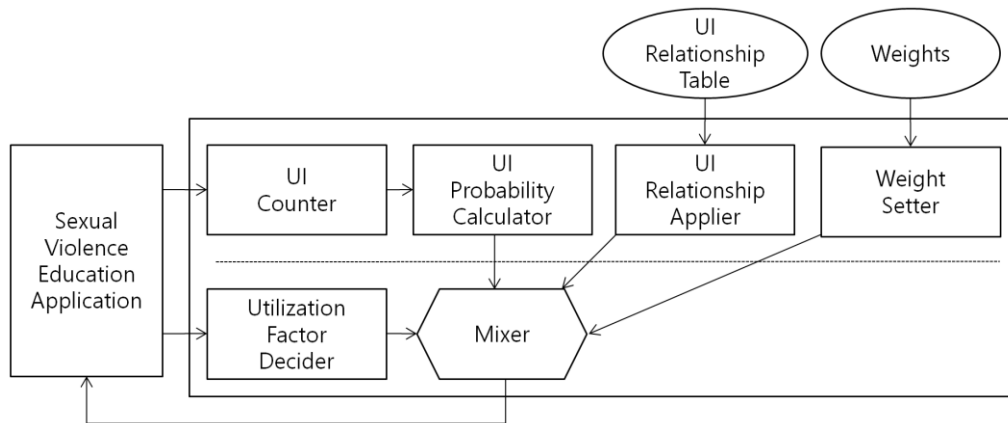 UI
Relationship
Table
Weights
Sexual
Violence
Education
Application
UI
Counter
UI
Probability
Calculator
UI
Relationship
Applier
Weight
Setter
Utilization
Factor
Decider
Mixer